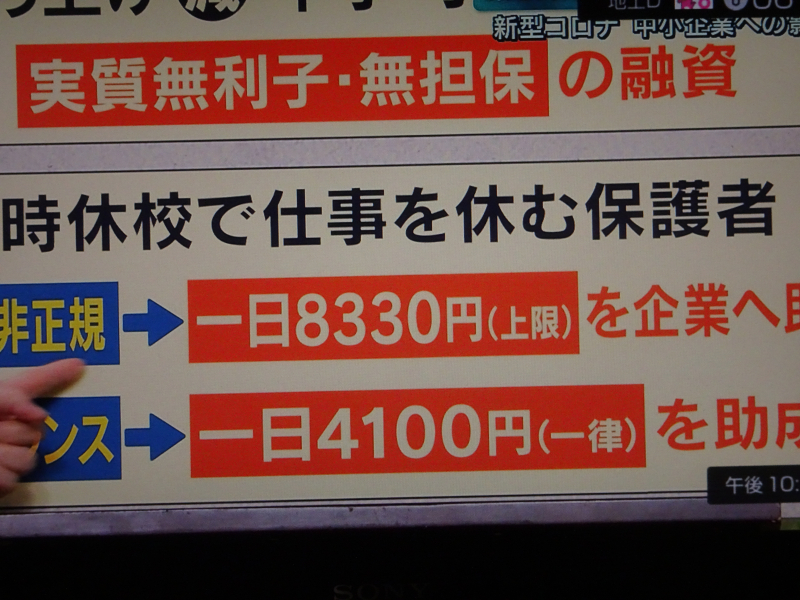 新型コロナ 中小企業への
実質無利子・無担保の融資
時休校で仕事を休む保護者
非正規 一日8330円(上限)を企業へ
ンス 一日4100円(一律)を助成
午後 10:
SONY